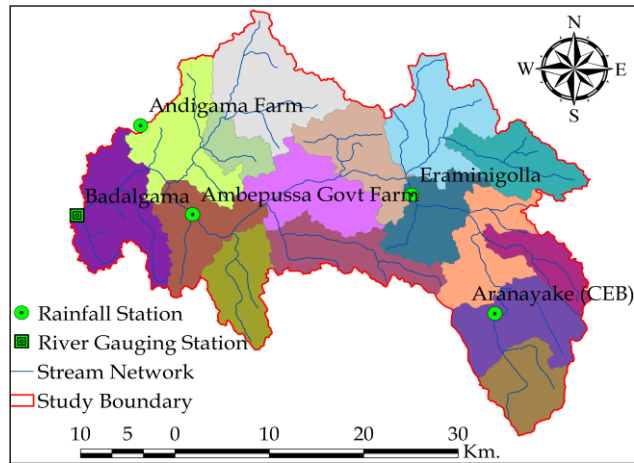 N
W E
S
Andigama Farm
Eraminigolla
Badalgama
Ambepussa Govt Farm
Aranayake (CEB)
Rainfall Station
River Gauging Station
Stream Network
Study Boundary
10 0 10 20 30
Km.